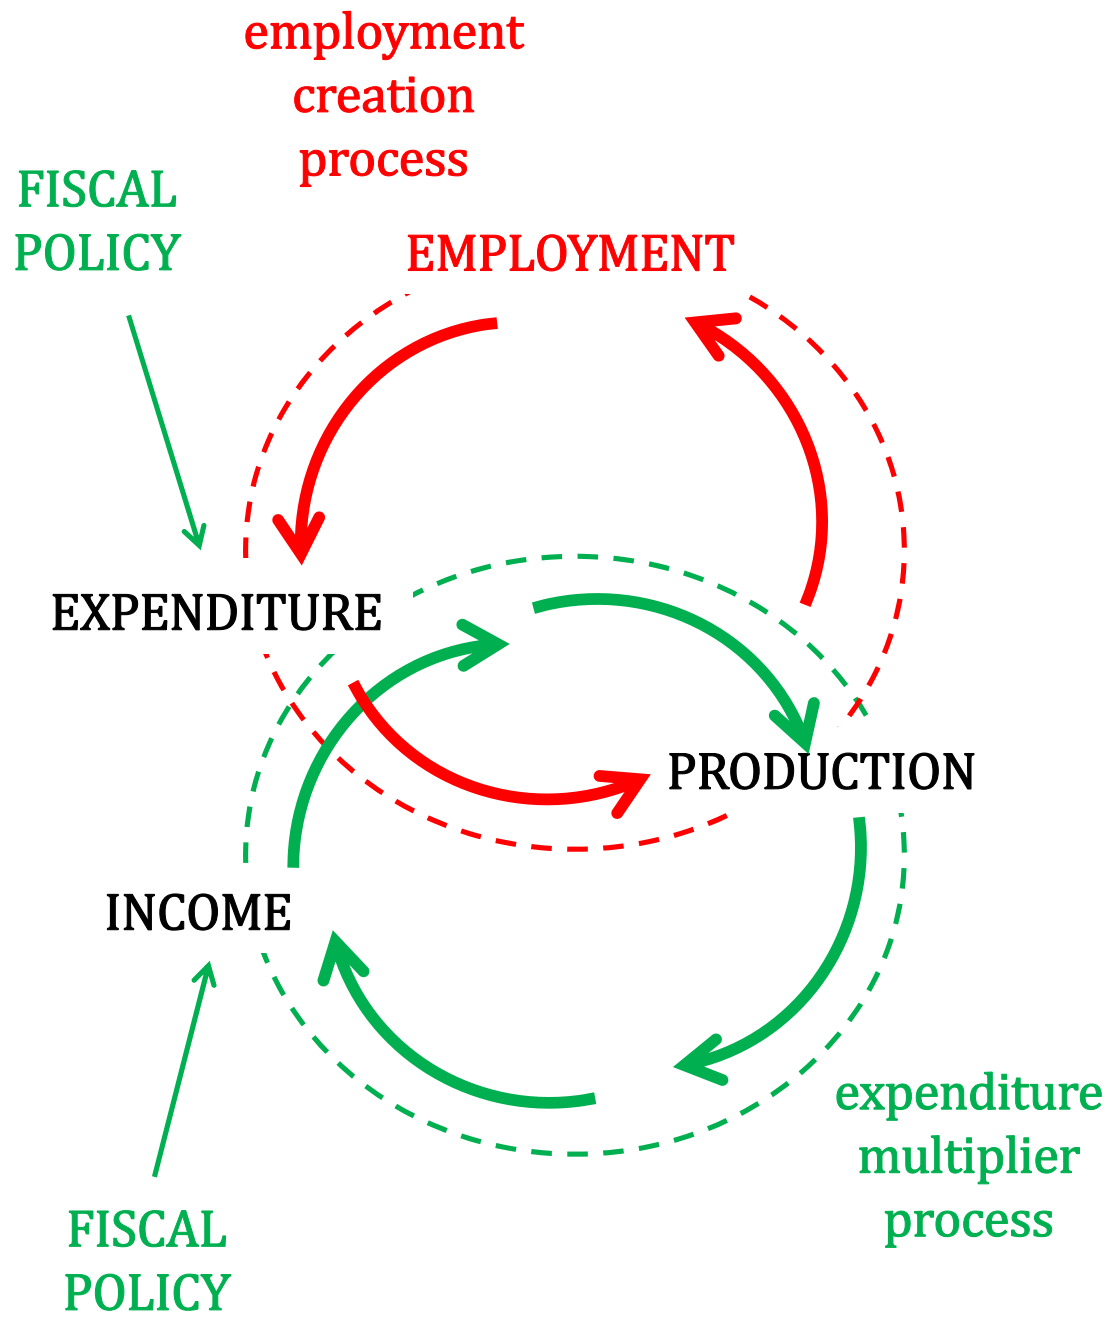 employment
creation
process
FISCAL
POLICY
EMPLOYMENT
EXPENDITURE
PRODUCTION
INCOME
expenditure
multiplier
process
FISCAL
POLICY